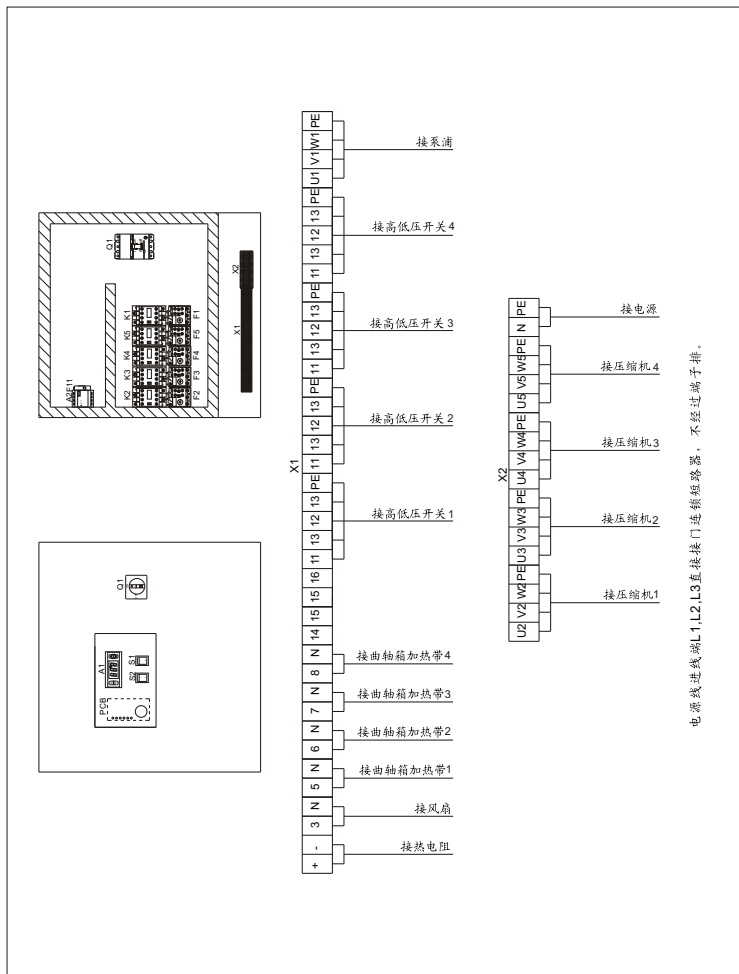 X1
+
-
3
N
5
N
6
N
7
N
8
N
14
15
15
16
11
13
12
13
PE
11
13
12
13
PE
11
13
12
13
PE
11
13
12
13
PE
U1
V1
W1
PE
接热电阻
接风扇
接曲轴箱加热带1
接曲轴箱加热带2
接曲轴箱加热带3
接曲轴箱加热带4
接高低压开关1
接高低压开关2
接高低压开关3
接高低压开关4
接泵浦
X2
U2
V2
W2
PE
U3
V3
W3
PE
U4
V4
W4
PE
U5
V5
W5
PE
N
PE
接压缩机1
接压缩机2
接压缩机3
接压缩机4
接电源
电源线进线端L1,L2,L3直接接门连锁短路器，不经过端子排。
Q1
A1
S1
S2
PCB
Q1
A2
F11
K1
K5
K4
K3
K2
F1
F5
F4
F3
F2
X1
X2